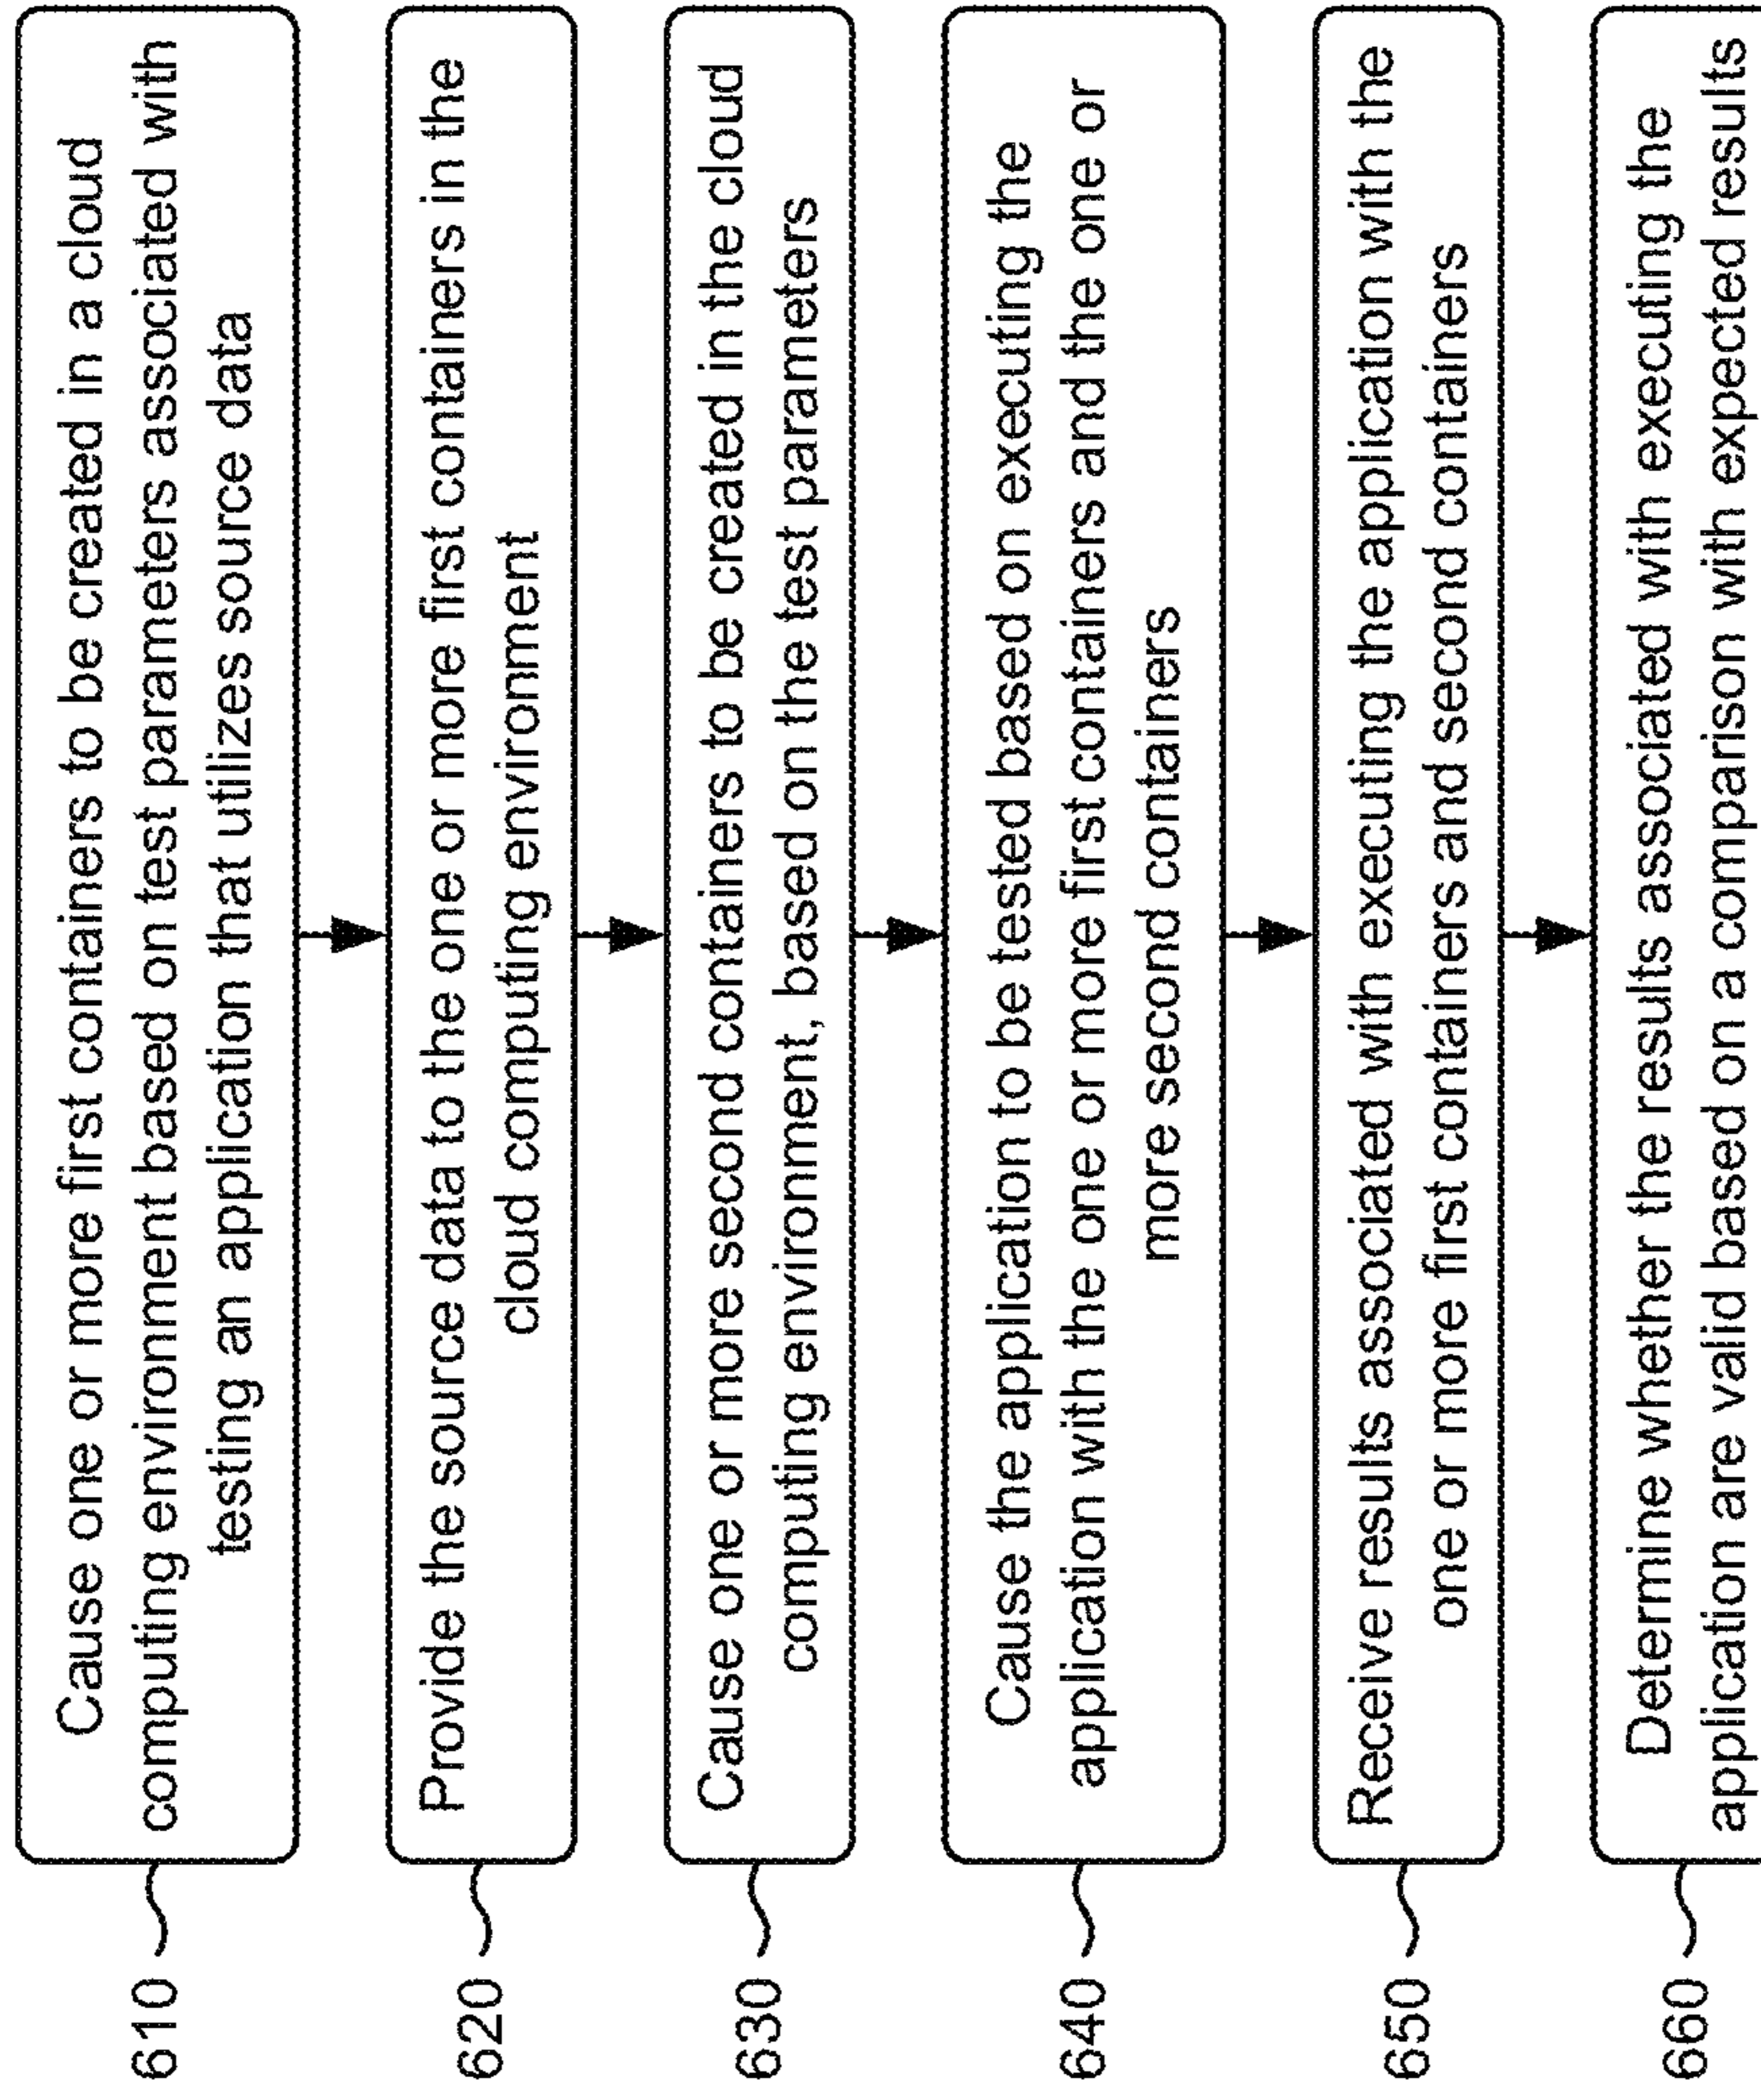 610
Cause one or more first containers to be created in a cloud
computing environment based on test parameters associated with
testing an application that utilizes source data
620
Provide the source data to the one or more first containers in the
cloud computing environment
630
Cause one or more second containers to be created in the cloud
computing environment, based on the test parameters
640
Cause the application to be tested based on executing the
application with the one or more first containers and the one or
more second containers
650
Receive results associated with executing the application with the
one or more first containers and second containers
660
Determine whether the results associated with executing the
application are valid based on a comparison with expected results